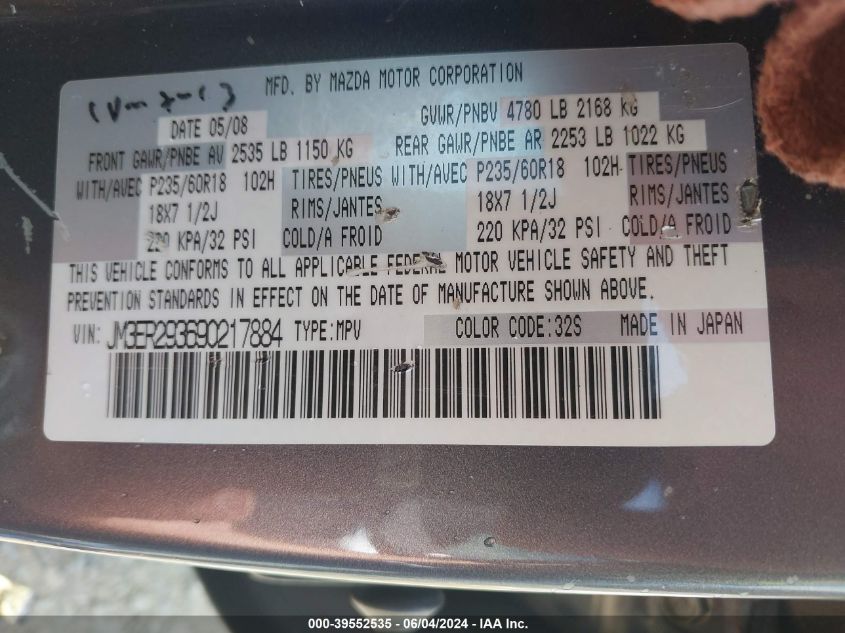 MFD. BY MAZDA MOTOR CORPORATION
DATE 05/08 GVWR/PNBV 4780 LB 2168 KG
FRONT GAWR/PNBE AV 2535 LB 1150 KG REAR GAWR/PNBE AR 2253 LB 1022 KG
WITH/AVEC P235/60R18 102H TIRES/PNEUS WITH/AVEC P235/60R18 102H TIRES/PNEUS
18X7 1/2J RIMS/JANTES 18X7 1/2J RIMS/JANTES
220 KPA/32 PSI COLD/A FROID 220 KPA/32 PSI COLD/A FROID
THIS VEHICLE CONFORMS TO ALL APPLICABLE FEDERAL MOTOR VEHICLE SAFETY AND THEFT
PREVENTION STANDARDS IN EFFECT ON THE DATE OF MANUFACTURE SHOWN ABOVE.
VIN: JM3ER293690217884 TYPE:MPV COLOR CODE:32S MADE IN JAPAN
000-39552535 - 06/04/2024 - IAA Inc.